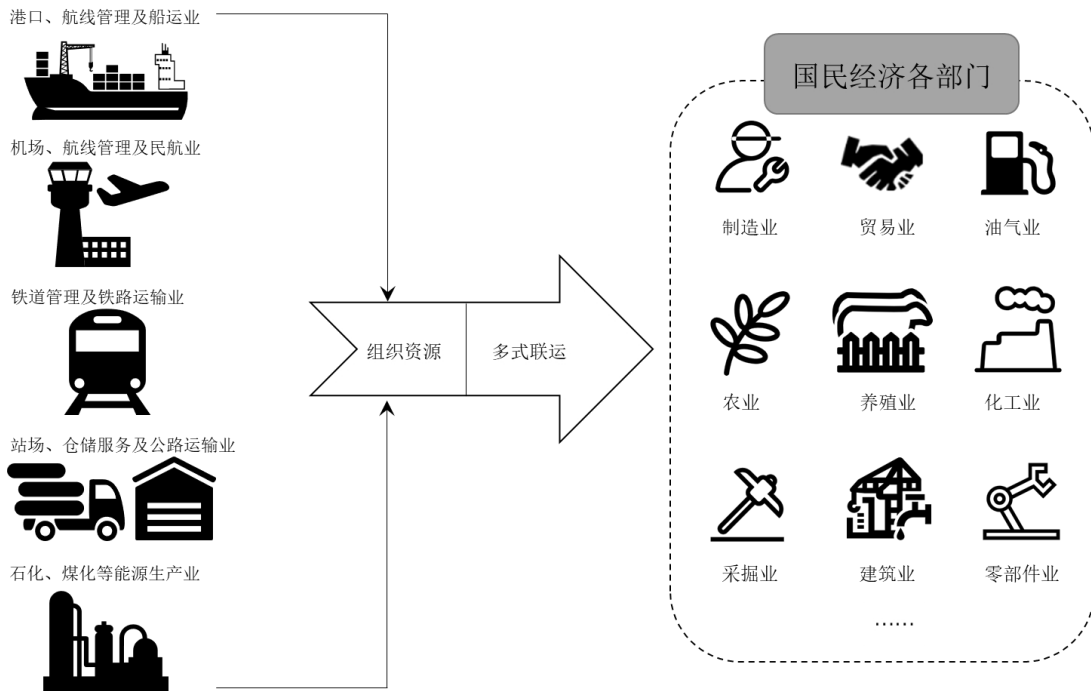 港口、航线管理及船运业
机场、航线管理及民航业
铁道管理及铁路运输业
站场、仓储服务及公路运输业
石化、煤化等能源生产业
组织资源
多式联运
国民经济各部门
制造业
贸易业
油气业
农业
养殖业
化工业
采掘业
建筑业
零部件业
……